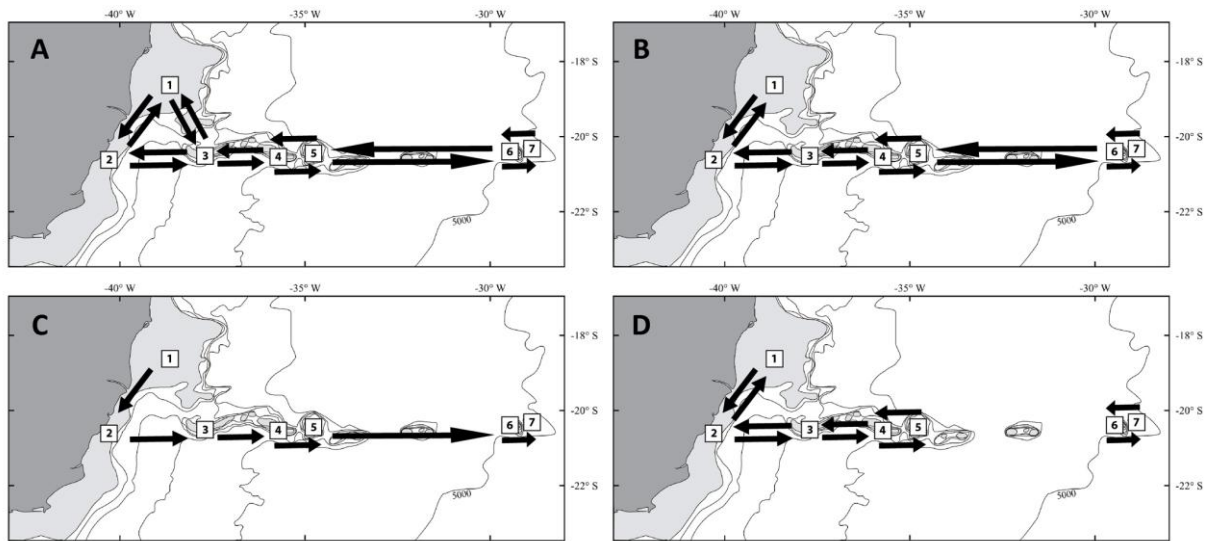 -40° W -35° W -30° W -40° W -35° W -30° W
A B
1 1
-18° S -18° S
-20° S -20° S
2 3 4 5 6 7 2 3 4 5 6 7
-22° S -22° S
5000 5000
-40° W -35° W -30° W -40° W -35° W -30° W
C D
1 1
-18° S -18° S
-20° S -20° S
2 3 4 5 6 7 2 3 4 5 6 7
-22° S -22° S
5000 5000